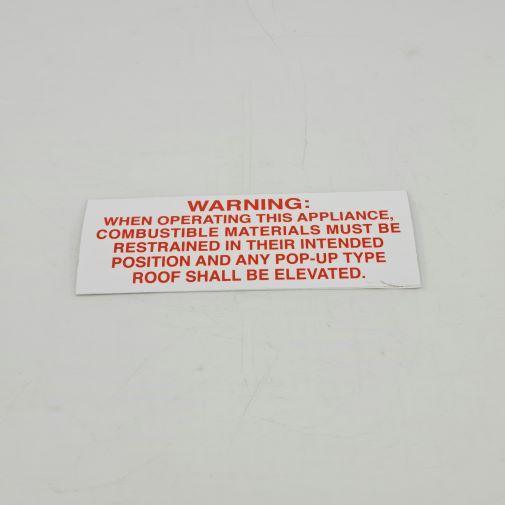 WARNING:
WHEN OPERATING THIS APPLIANCE,
COMBUSTIBLE MATERIALS MUST BE
RESTRAINED IN THEIR INTENDED
POSITION AND ANY POP-UP TYPE
ROOF SHALL BE ELEVATED.